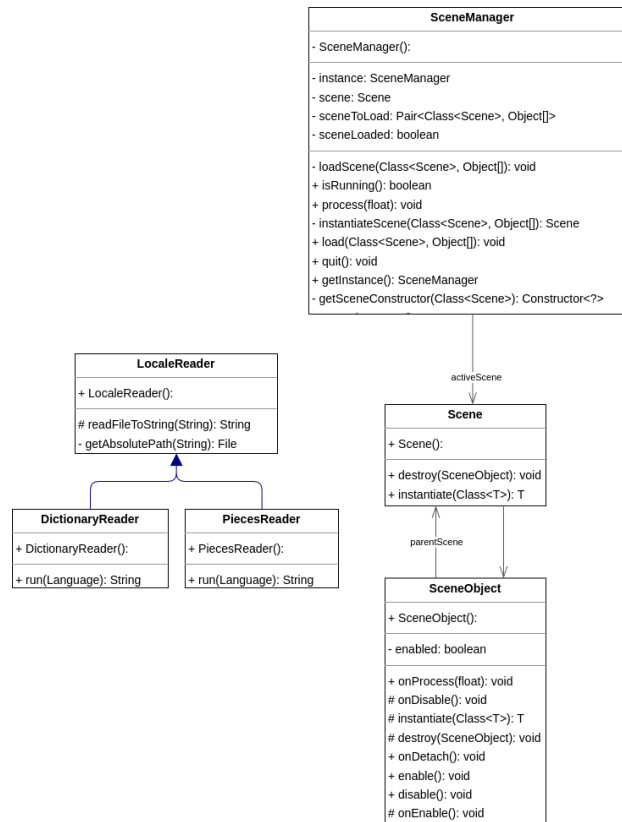 SceneManager
- SceneManager():
- instance: SceneManager
- scene: Scene
- sceneToLoad: Pair<Class<Scene>, Object[]>
- sceneLoaded: boolean
- loadScene(Class<Scene>, Object[]): void
+ isRunning(): boolean
+ process(float): void
- instantiateScene(Class<Scene>, Object[]): Scene
+ load(Class<Scene>, Object[]): void
+ quit(): void
+ getInstance(): SceneManager
- getSceneConstructor(Class<Scene>): Constructor<?>
activeScene
LocaleReader
+ LocaleReader():
# readFileToString(String): String
- getAbsolutePath(String): File
Scene
+ Scene():
+ destroy(SceneObject): void
+ instantiate(Class<T>): T
DictionaryReader
+ DictionaryReader():
+ run(Language): String
PiecesReader
+ PiecesReader():
+ run(Language): String
parentScene
SceneObject
+ SceneObject():
- enabled: boolean
+ onProcess(float): void
# onDisable(): void
# instantiate(Class<T>): T
# destroy(SceneObject): void
+ onDetach(): void
+ enable(): void
+ disable(): void
# onEnable(): void